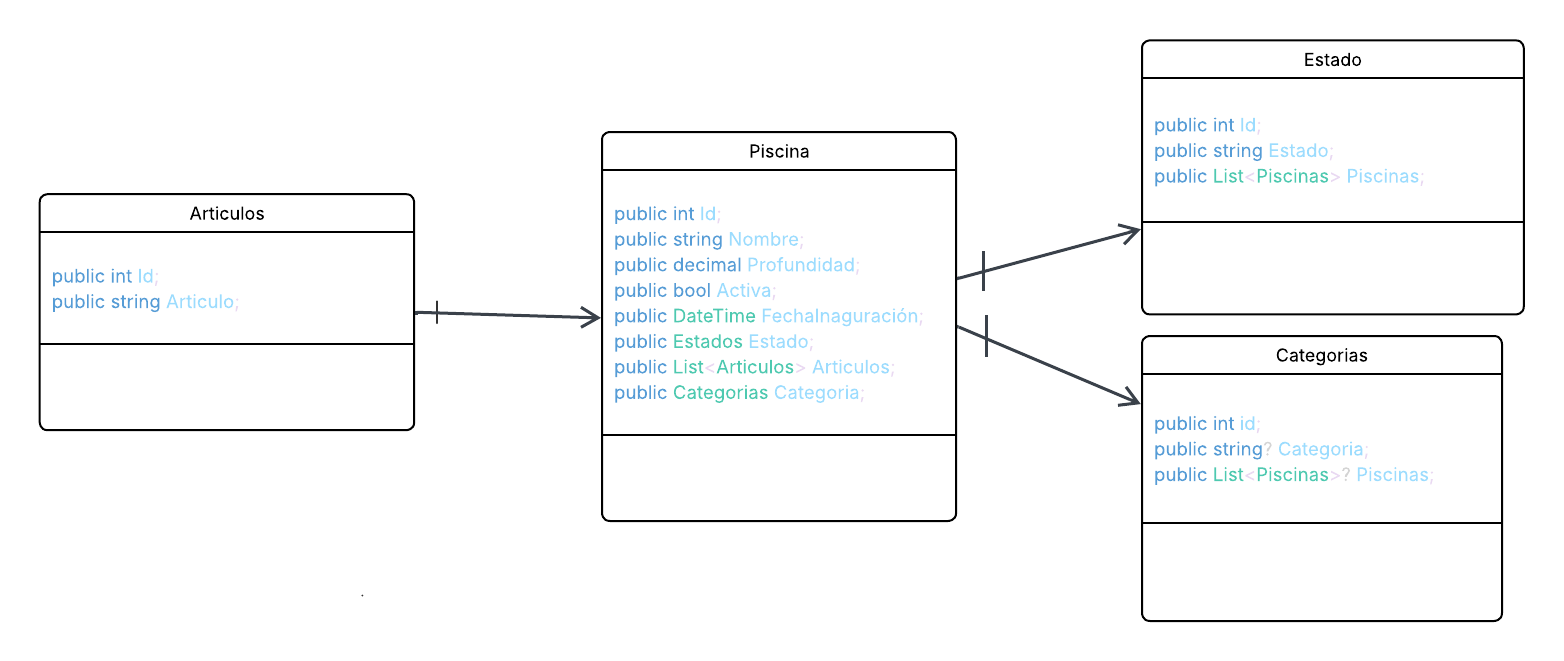 Articulos
public int Id;
public string Articulo;
Piscina
public int Id;
public string Nombre;
public decimal Profundidad;
public bool Activa;
public DateTime FechaInaguración;
public Estados Estado;
public List<Articulos> Articulos;
public Categorias Categoria;
Estado
public int Id;
public string Estado;
public List<Piscinas> Piscinas;
Categorias
public int id;
public string? Categoria;
public List<Piscinas>? Piscinas;